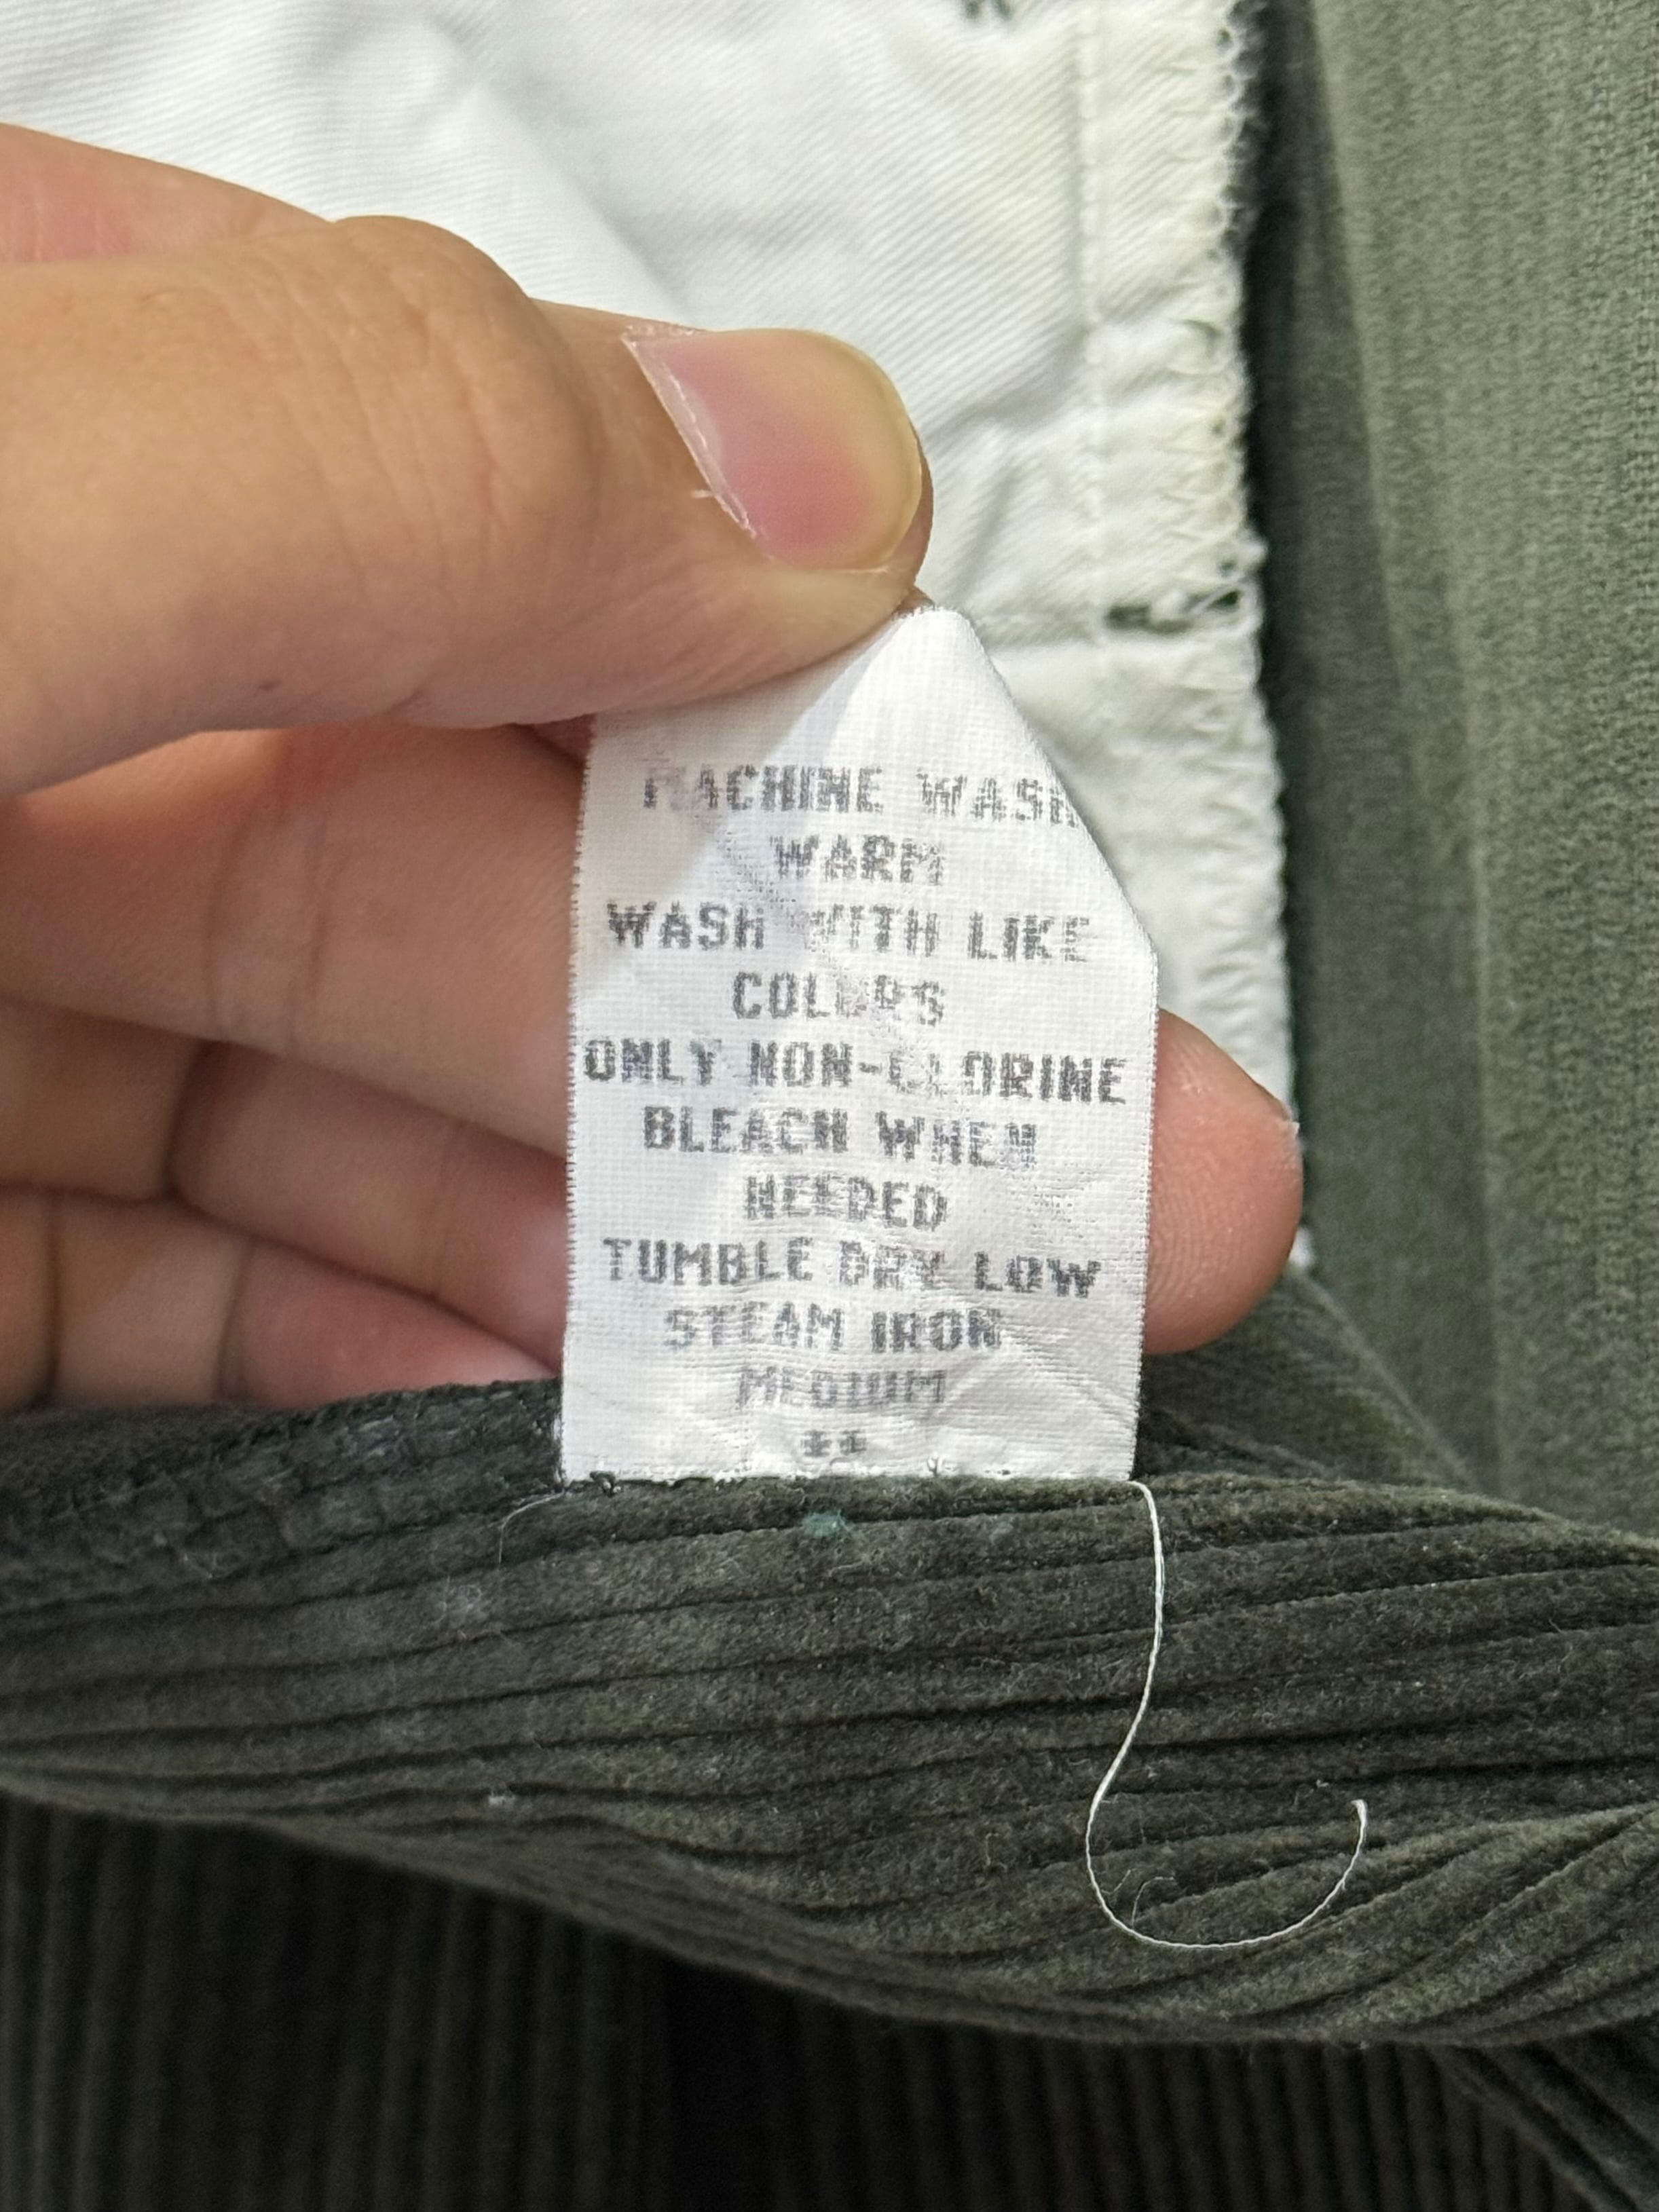 MACHINE WASH
WARM
WASH WITH LIKE
COLORS
ONLY NON-CLORINE
BLEACH WHEN
NEEDED
TUMBLE DRY LOW
STEAM IRON
MEDIUM
**